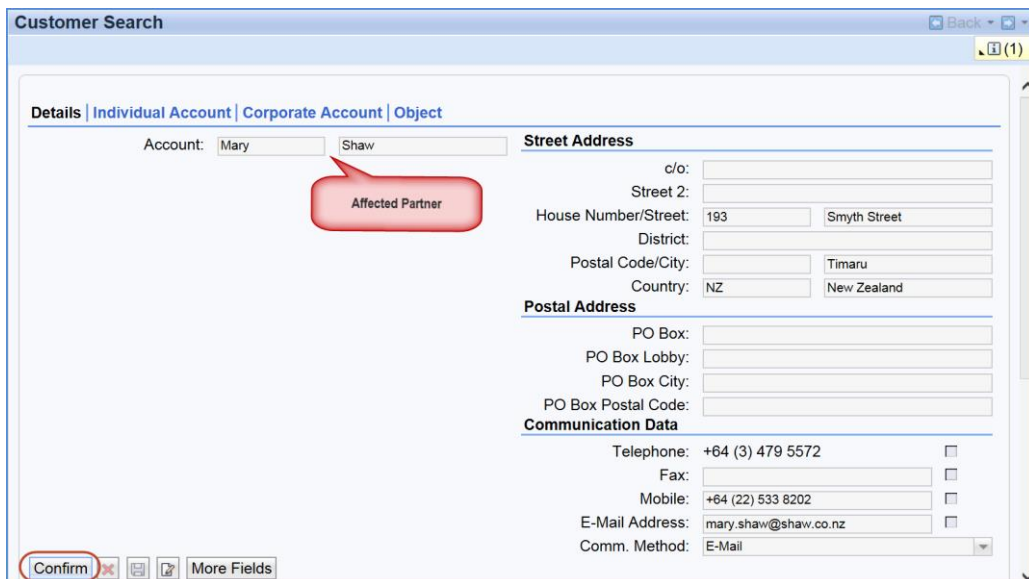 Customer Search
Back
(1)
Details | Individual Account | Corporate Account | Object
Account: Mary Shaw
Affected Partner
Street Address
c/o:
Street 2:
House Number/Street: 193 Smyth Street
District:
Postal Code/City: Timaru
Country: NZ New Zealand
Postal Address
PO Box:
PO Box Lobby:
PO Box City:
PO Box Postal Code:
Communication Data
Telephone: +64 (3) 479 5572
Fax:
Mobile: +64 (22) 533 8202
E-Mail Address: mary.shaw@shaw.co.nz
Comm. Method: E-Mail
Confirm More Fields